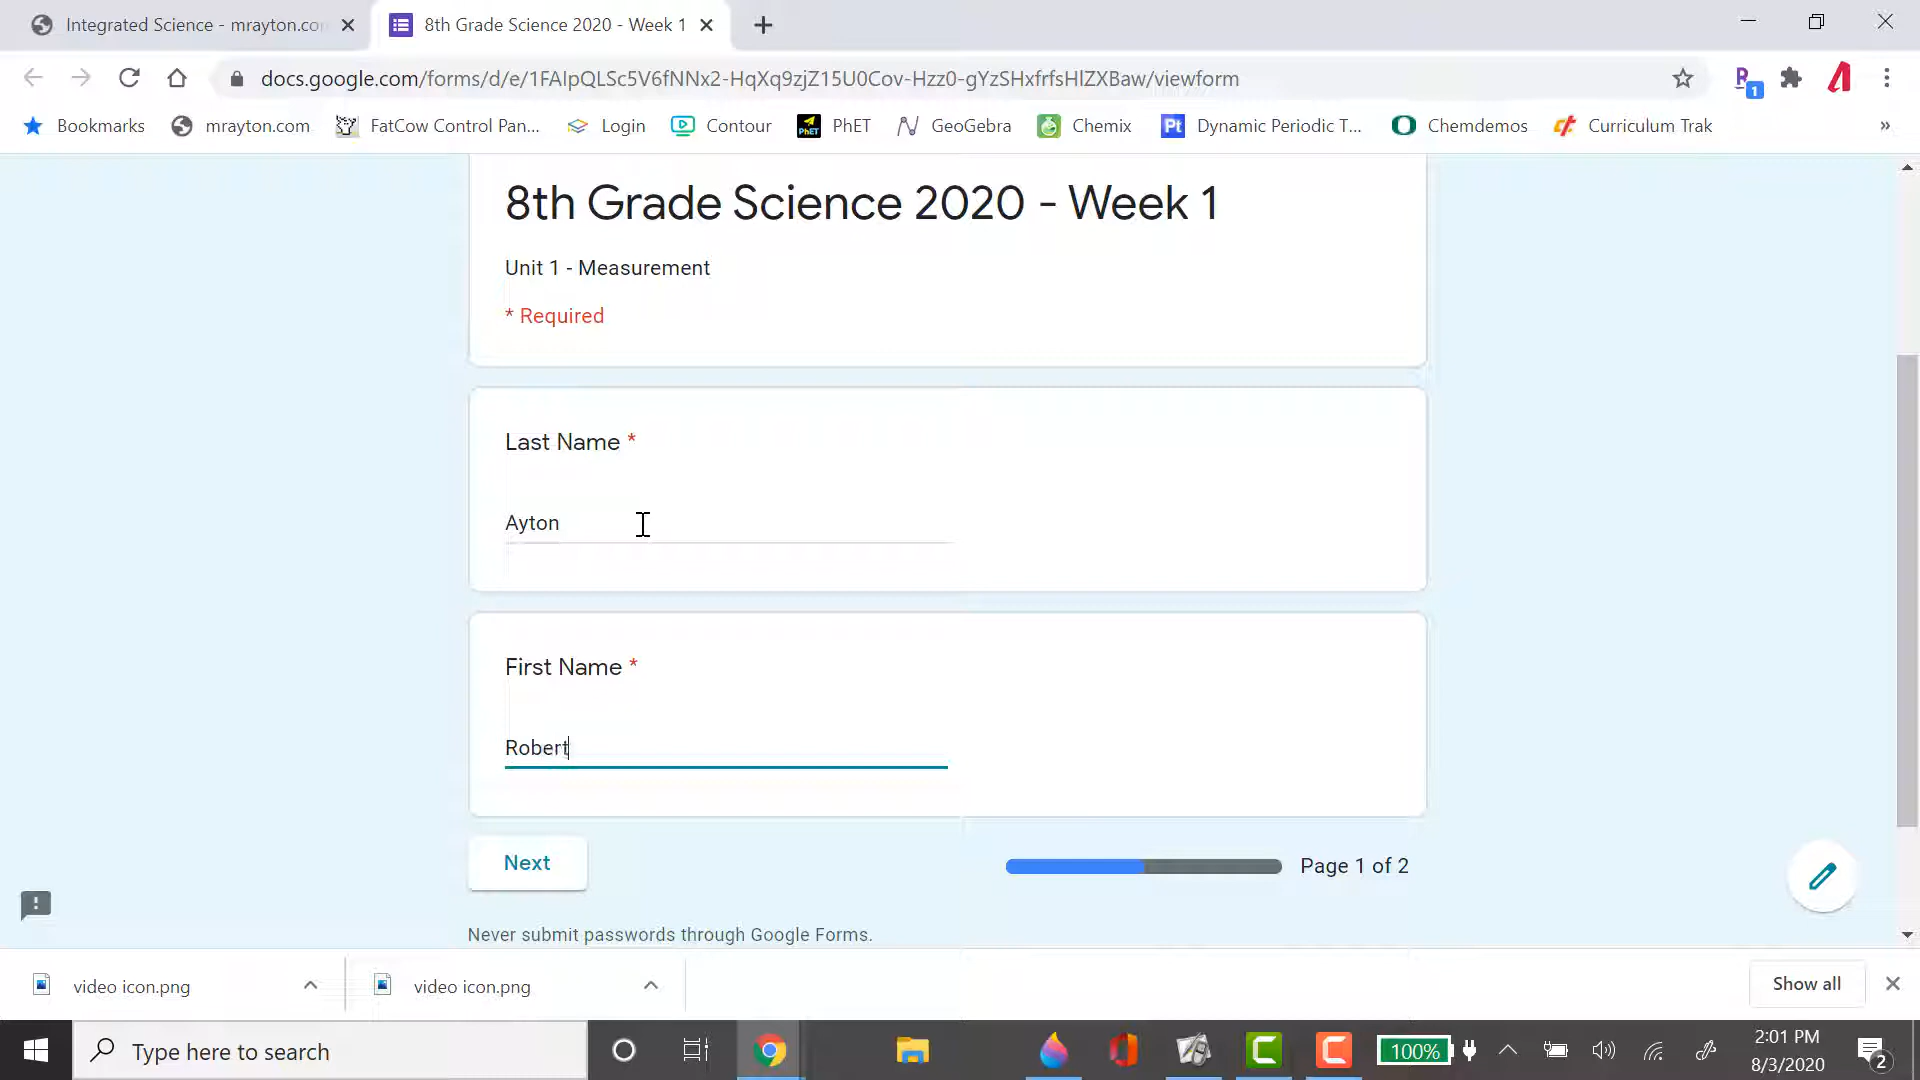 Integrated Science - mrayton.co
8th Grade Science 2020 - Week 1
docs.google.com/forms/d/e/1FAIpQLSc5V6fNNx2-HqXq9zjZ15U0Cov-Hzz0-gYzSHxfrfsHlZXBaw/viewform
1
Bookmarks
mrayton.com
FatCow Control Pan...
Login
Contour
PhET
PhET
GeoGebra
Chemix
Pt
Dynamic Periodic T...
Chemdemos
Curriculum Trak
»
8th Grade Science 2020 - Week 1
Unit 1 - Measurement
* Required
Last Name *
Ayton
First Name *
Robert
Next
Page 1 of 2
Never submit passwords through Google Forms.
video icon.png
video icon.png
Show all
Type here to search
100%
2:01 PM
8/3/2020
2